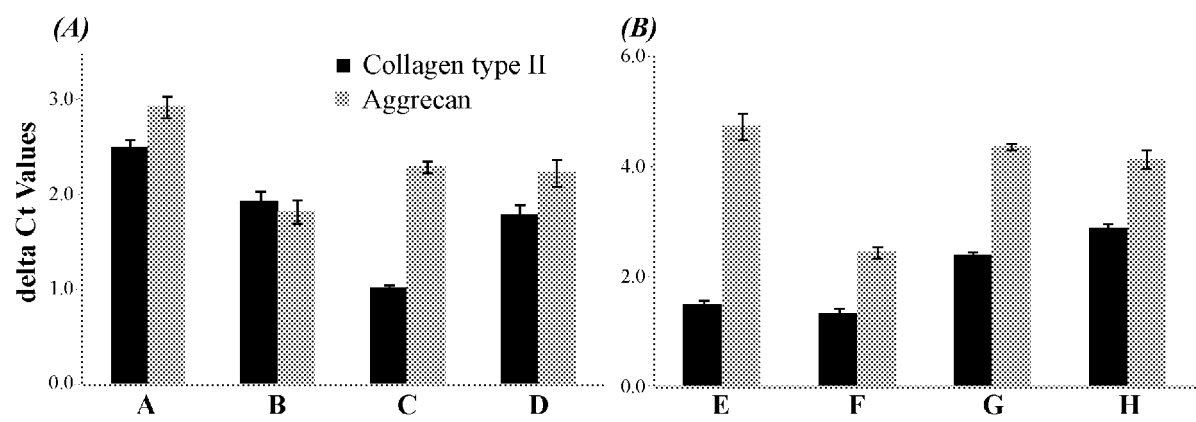 (A)
delta Ct Values
3.0
2.0
1.0
0.0
Collagen type II
Aggrecan
A B C D
(B)
6.0
4.0
2.0
0.0
E F G H